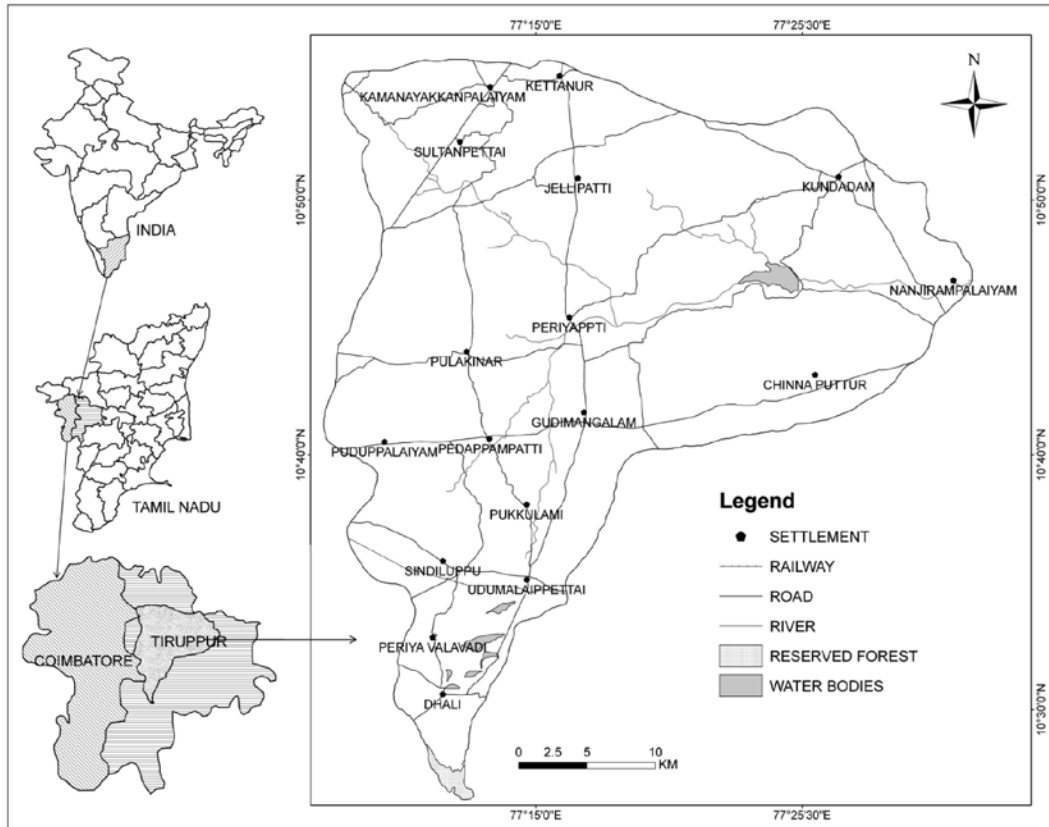 77°15'0"E
77°25'30"E
N
KETTANUR
KAMANAYAKKANPALAIYAM
SULTANPETTAI
JELLIPATTI
KUNDADAM
10°50'0"N
10°50'0"N
INDIA
NANJIRAMPALAIYAM
PERIYAPPTI
PULAKINAR
CHINNA PUTTUR
GUDIMANGALAM
PUDUPPALAIYAM
PEDAPPAMPATTI
10°40'0"N
10°40'0"N
TAMIL NADU
PUKKULAMI
SINDILUPPU
UDUMALAIPPETTAI
TIRUPPUR
COIMBATORE
PERIYA VALAVADI
DHALI
10°30'0"N
10°30'0"N
Legend
SETTLEMENT
RAILWAY
ROAD
RIVER
RESERVED FOREST
WATER BODIES
0 2.5 5 10
KM
77°15'0"E
77°25'30"E